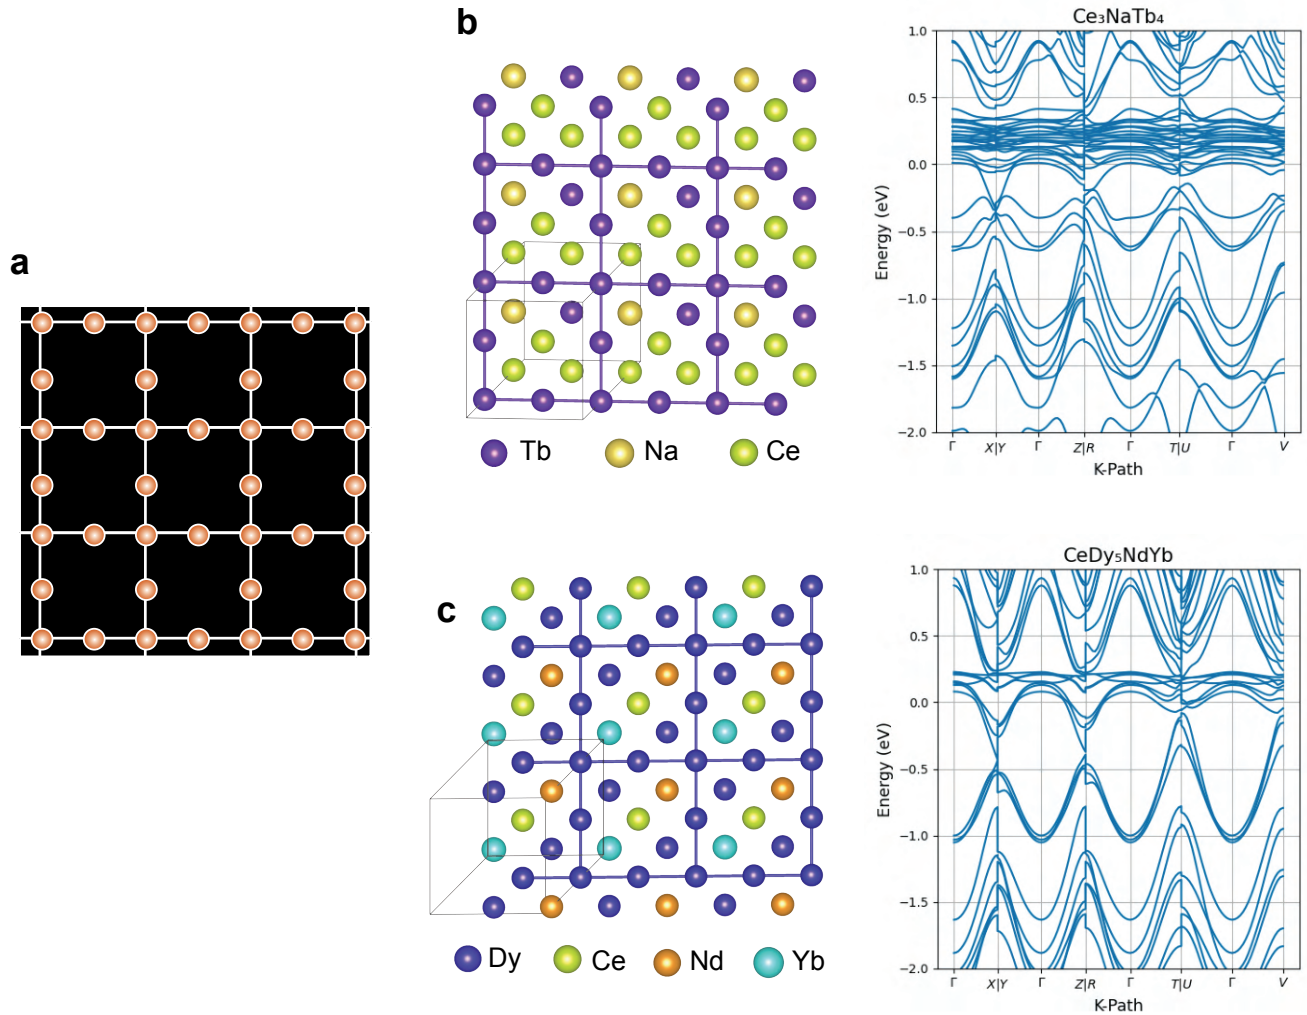 a
b
Tb Na Ce
Ce₃NaTb₄
1.0
0.5
0.0
−0.5
−1.0
−1.5
−2.0
Energy (eV)
Γ X|Y Γ Z|R Γ T|U Γ V
K-Path
c
Dy Ce Nd Yb
CeDy₅NdYb
1.0
0.5
0.0
−0.5
−1.0
−1.5
−2.0
Energy (eV)
Γ X|Y Γ Z|R Γ T|U Γ V
K-Path